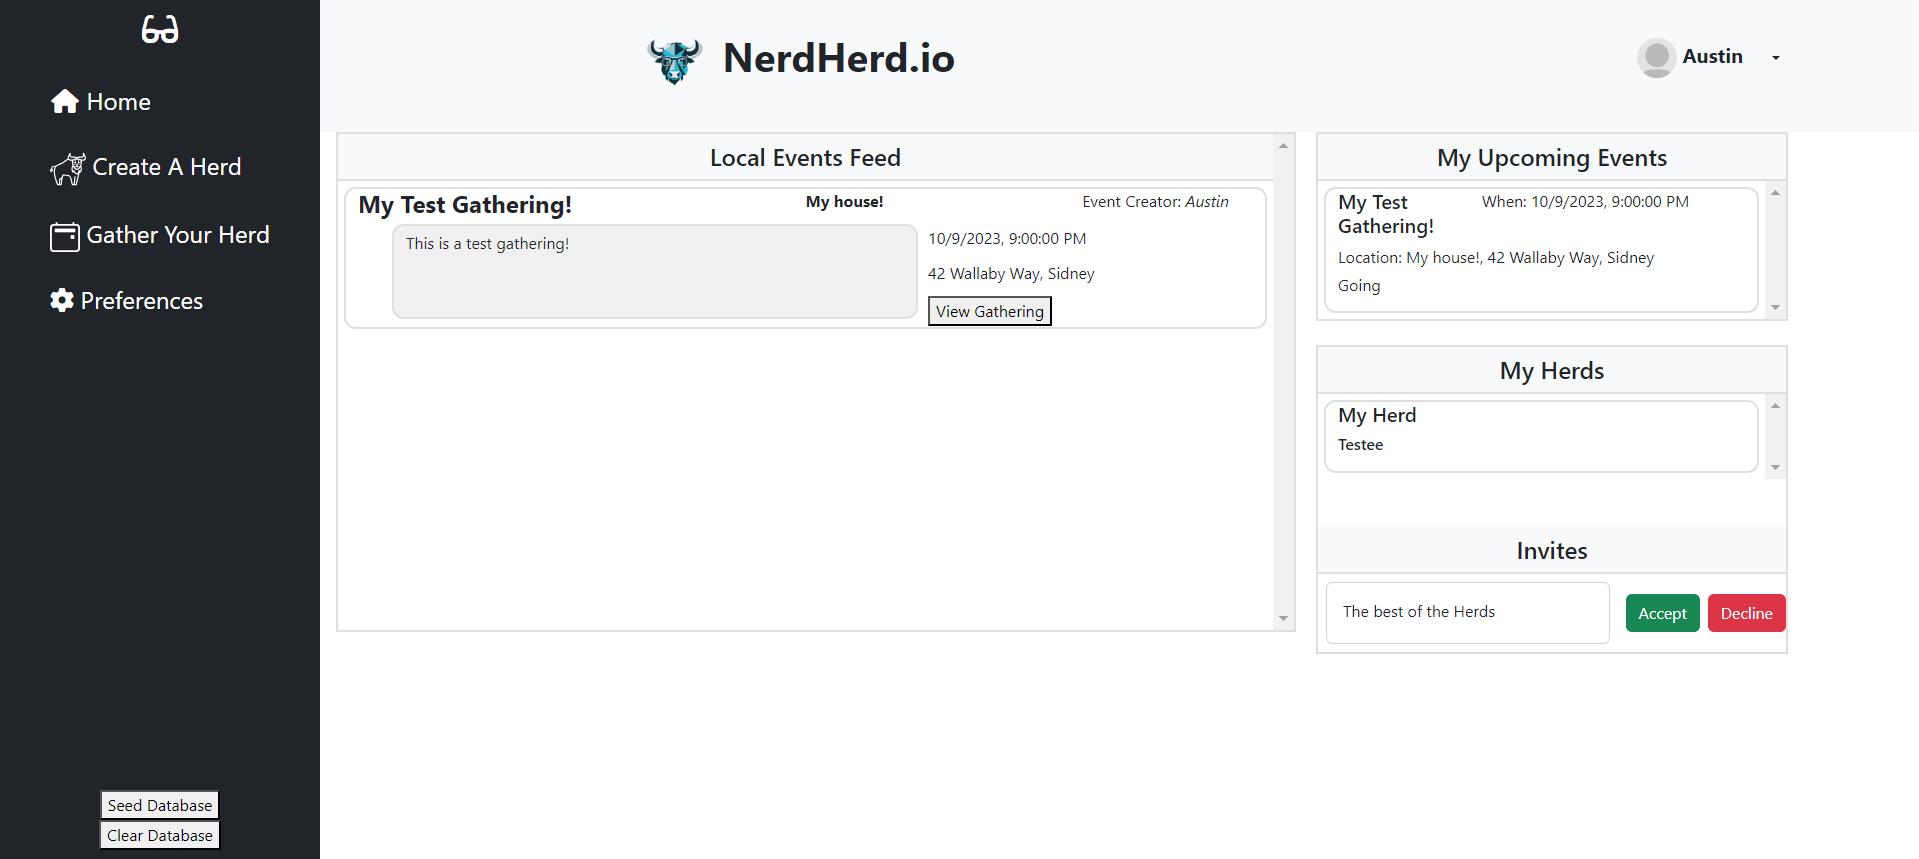 Home
Create A Herd
Gather Your Herd
Preferences
Seed Database
Clear Database
NerdHerd.io
Austin
Local Events Feed
My Test Gathering!
My house!
Event Creator: Austin
This is a test gathering!
10/9/2023, 9:00:00 PM
42 Wallaby Way, Sidney
View Gathering
My Upcoming Events
My Test
Gathering!
When: 10/9/2023, 9:00:00 PM
Location: My house!, 42 Wallaby Way, Sidney
Going
My Herds
My Herd
Testee
Invites
The best of the Herds
Accept
Decline